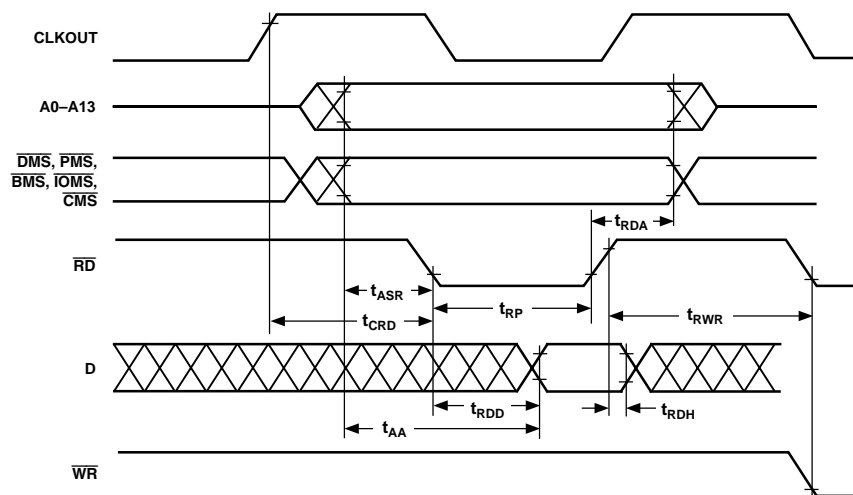 CLKOUT
A0–A13
DMS, PMS,
BMS, IOMS,
CMS
tRDA
RD
tASR
tRP
tCRD
tRWR
D
tRDD
tRDH
tAA
WR